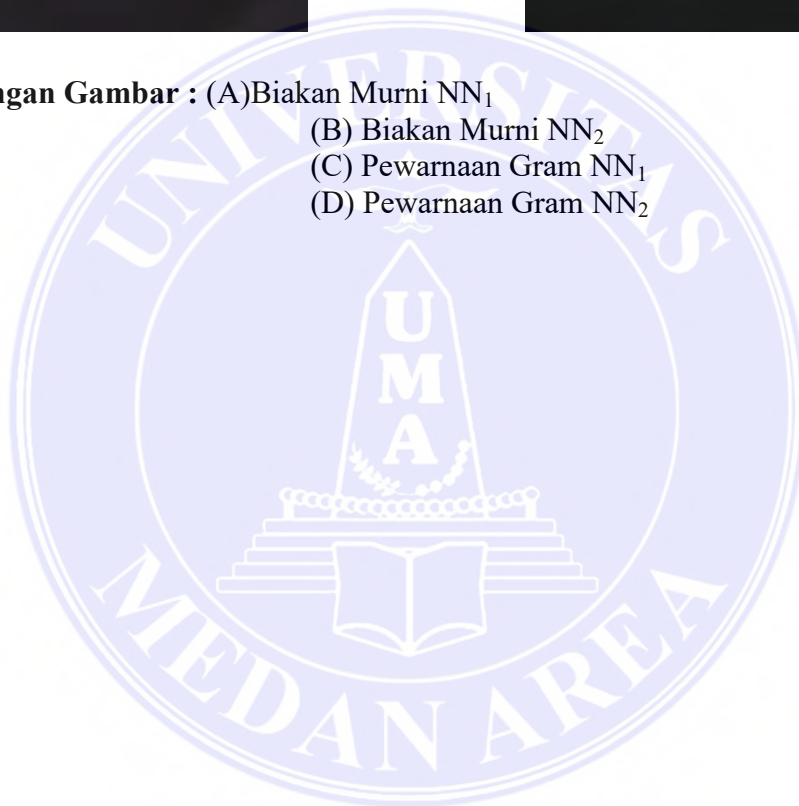 ngan Gambar : (A)Biakan Murni NN₁
(B) Biakan Murni NN₂
(C) Pewarnaan Gram NN₁
(D) Pewarnaan Gram NN₂
UNIVERSITAS
U
M
A
MEDAN AREA